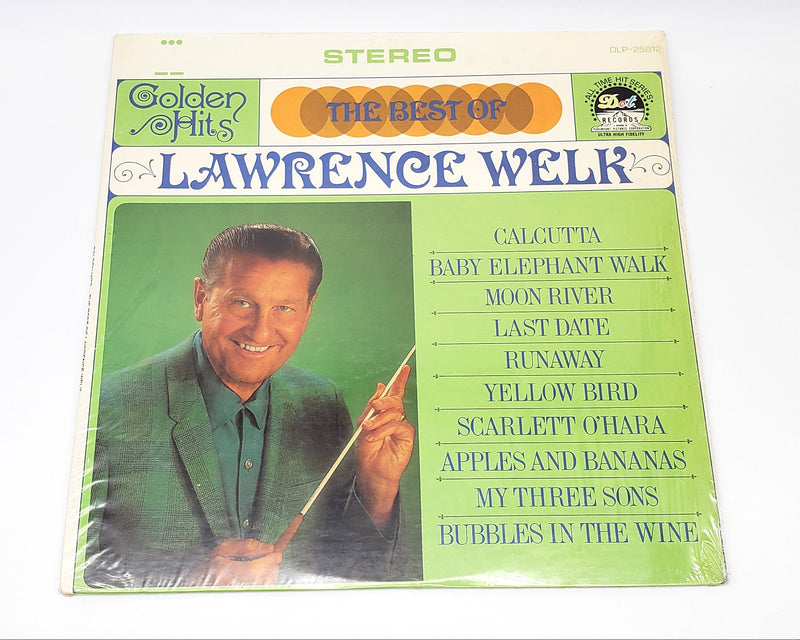 STEREO
DLP-25812
Golden
Hits
THE BEST OF
ALL TIME HIT SERIES
Dot
RECORDS
ULTRA HIGH FIDELITY
LAWRENCE WELK
CALCUTTA
BABY ELEPHANT WALK
MOON RIVER
LAST DATE
RUNAWAY
YELLOW BIRD
SCARLETT O'HARA
APPLES AND BANANAS
MY THREE SONS
BUBBLES IN THE WINE